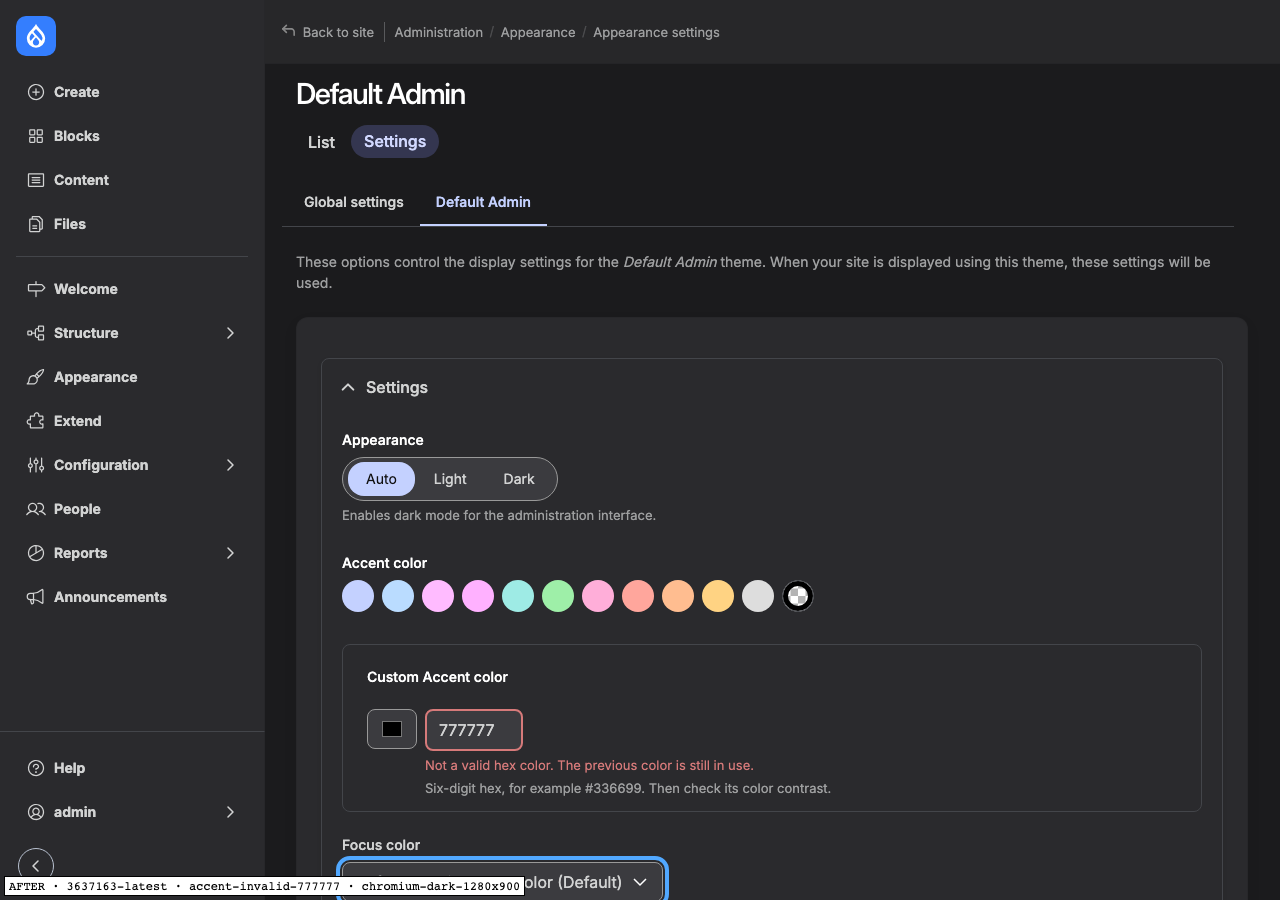 Back to site
Administration / Appearance / Appearance settings
Create
Blocks
Content
Files
Welcome
Structure
Appearance
Extend
Configuration
People
Reports
Announcements
Help
admin
Default Admin
List
Settings
Global settings
Default Admin
These options control the display settings for the Default Admin theme. When your site is displayed using this theme, these settings will be
used.
Settings
Appearance
Auto
Light
Dark
Enables dark mode for the administration interface.
Accent color
Custom Accent color
777777
Not a valid hex color. The previous color is still in use.
Six-digit hex, for example #336699. Then check its color contrast.
Focus color
olor (Default)
AFTER · 3637163-latest · accent-invalid-777777 · chromium-dark-1280x900